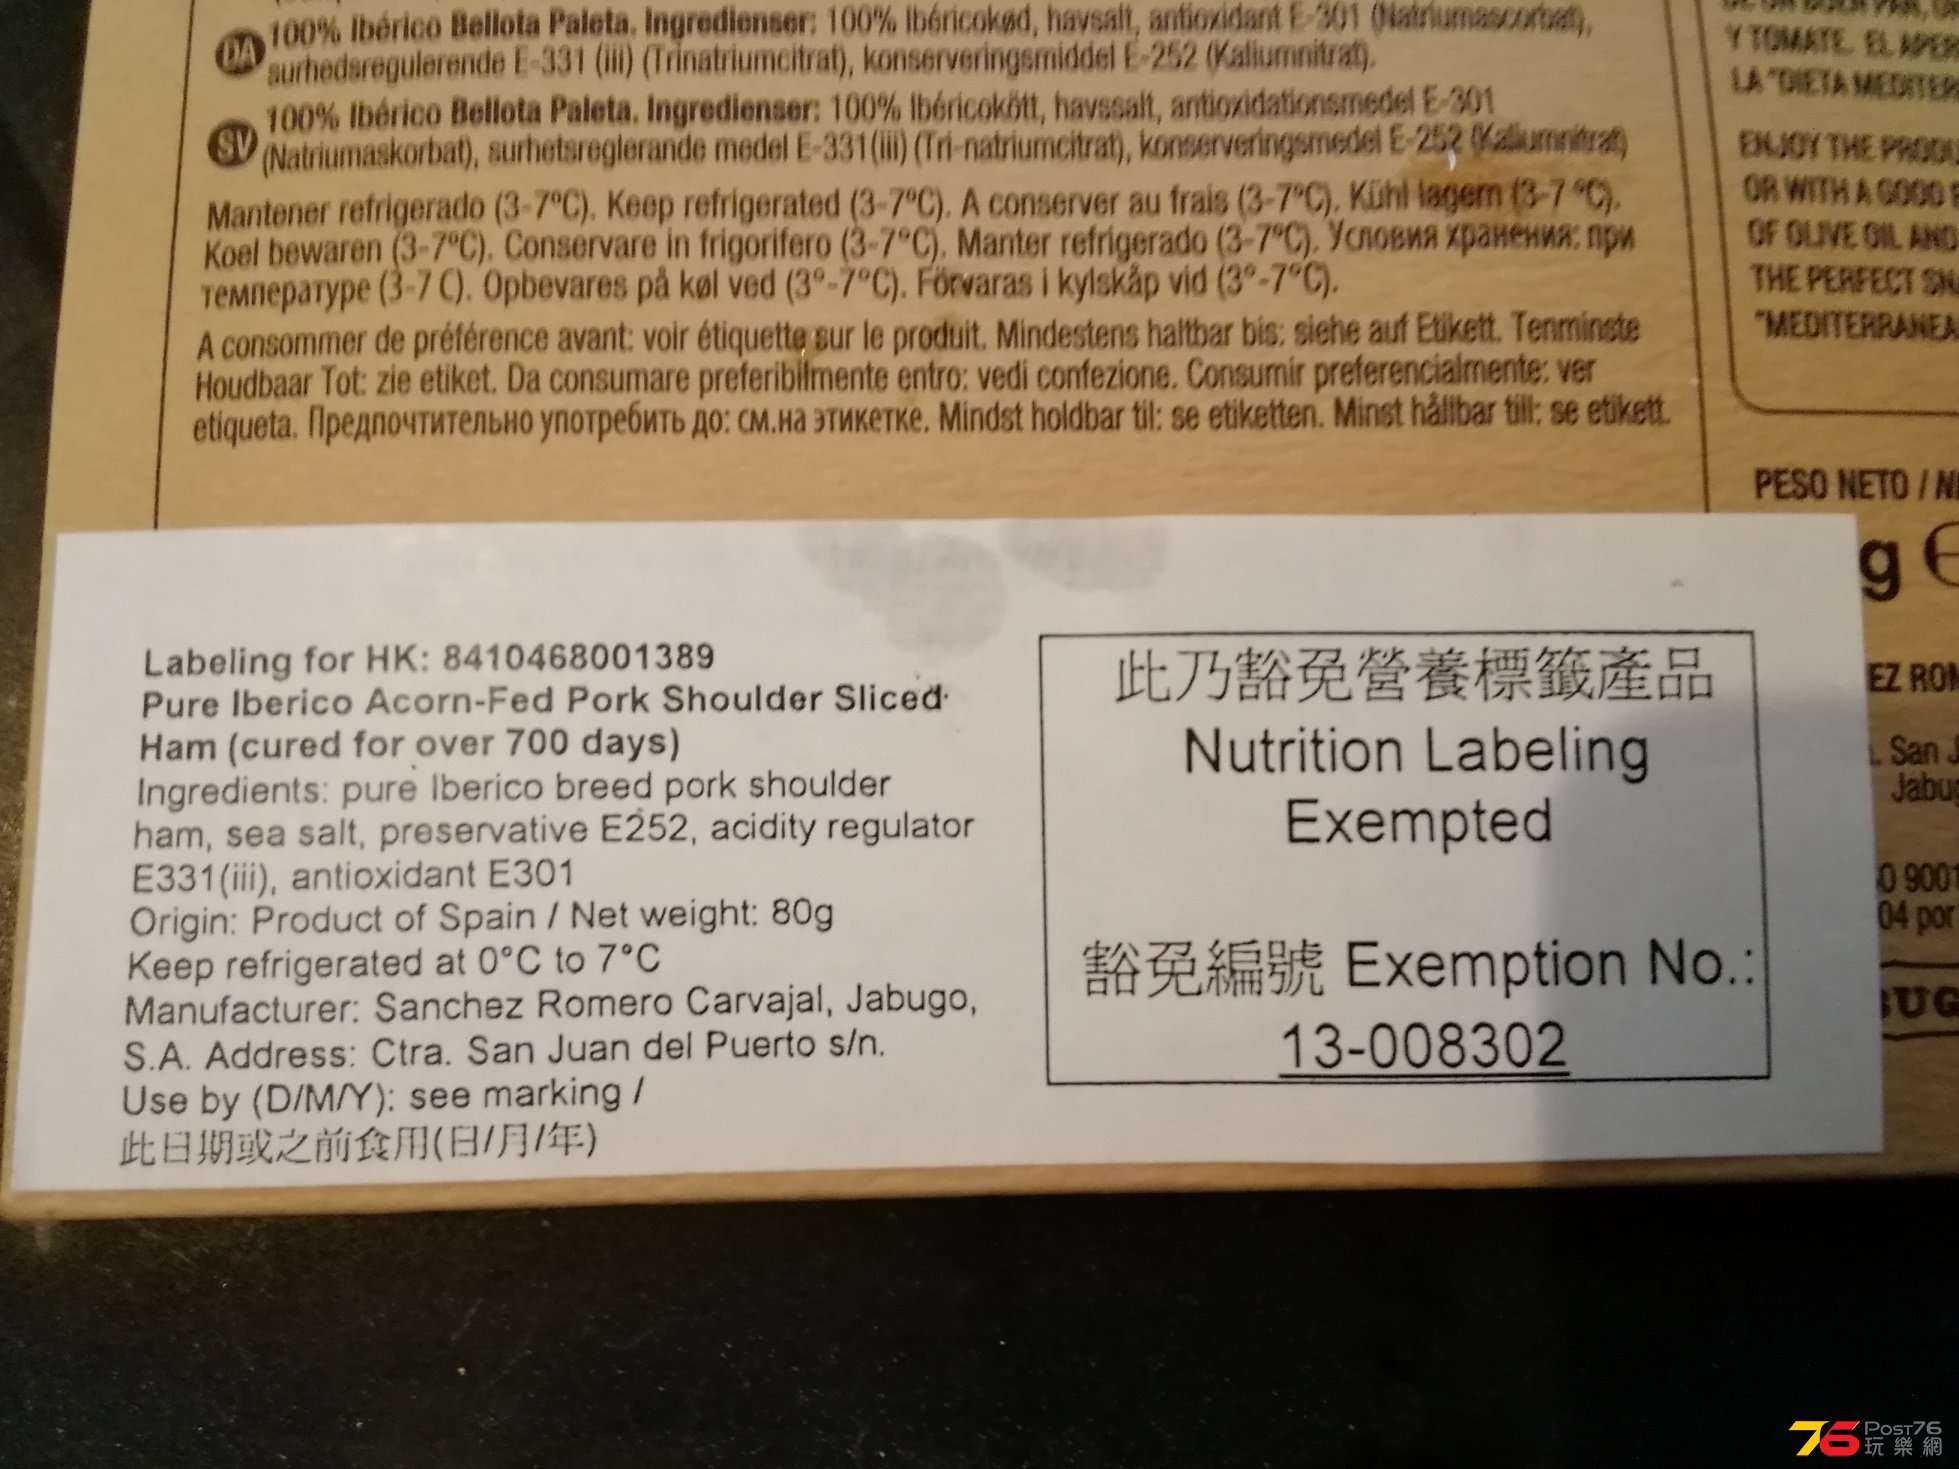 100% Ibérico Bellota Paleta. Ingredienser: 100% Ibéricokød, havsalt, antioxidant E-301 (Natriumascorbat),
DA
surhedsregulerende E-331 (iii) (Trinatriumcitrat), konserveringsmiddel E-252 (Kaliumnitrat).
100% Ibérico Bellota Paleta. Ingredienser: 100% Ibéricokött, havssalt, antioxidationsmedel E-301
SV
(Natriumaskorbat), surhetsreglerande medel E-331(iii) (Tri-natriumcitrat), konserveringsmedel E-252 (Kaliumnitrat)
Mantener refrigerado (3-7ºC). Keep refrigerated (3-7ºC). A conserver au frais (3-7ºC). Kühl lagern (3-7 ºC).
Koel bewaren (3-7ºC). Conservare in frigorifero (3-7°C). Manter refrigerado (3-7ºC). Условия хранения: при
температуре (3-7 C). Opbevares på køl ved (3°-7°C). Förvaras i kylskåp vid (3°-7°C).
A consommer de préférence avant: voir étiquette sur le produit. Mindestens haltbar bis: siehe auf Etikett. Tenminste
Houdbaar Tot: zie etiket. Da consumare preferibilmente entro: vedi confezione. Consumir preferencialmente: ver
etiqueta. Предпочтительно употребить до: см.на этикетке. Mindst holdbar til: se etiketten. Minst hållbar till: se etikett.
Y TOMATE. EL
LA "DIETA
ENJOY THE
OR WITH A GOOD
OF OLIVE OIL AND
THE PERFECT
PESO NETO /
g e
San
Labeling for HK: 8410468001389
Pure Iberico Acorn-Fed Pork Shoulder Sliced
Ham (cured for over 700 days)
Ingredients: pure Iberico breed pork shoulder
ham, sea salt, preservative E252, acidity regulator
E331(iii), antioxidant E301
Origin: Product of Spain / Net weight: 80g
Keep refrigerated at 0°C to 7°C
Manufacturer: Sanchez Romero Carvajal, Jabugo,
S.A. Address: Ctra. San Juan del Puerto s/n.
Use by (D/M/Y): see marking /
此日期或之前食用(日/月/年)
此乃豁免營養標籤產品
Nutrition Labeling
Exempted
豁免編號 Exemption No.:
13-008302
76 POST76
玩樂網